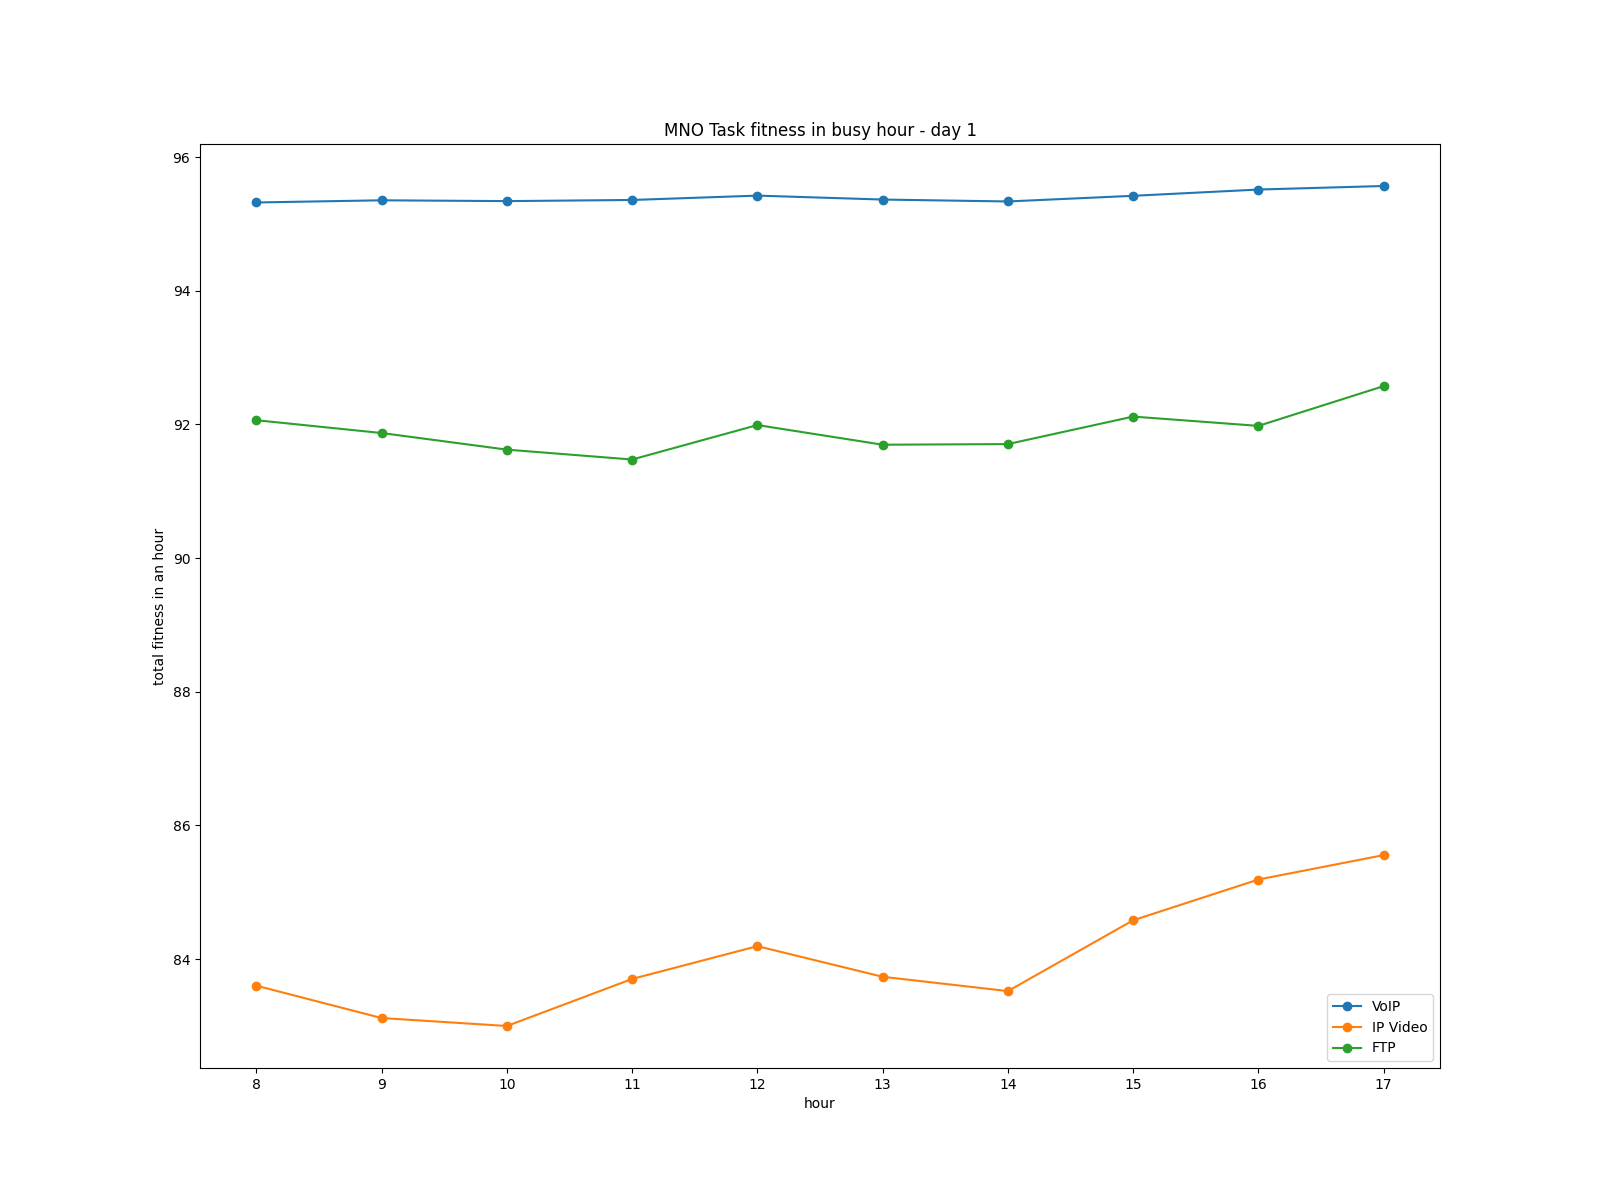 MNO Task fitness in busy hour - day 1
96
94
92
90
88
86
84
total fitness in an hour
8 9 10 11 12 13 14 15 16 17
hour
VoIP
IP Video
FTP